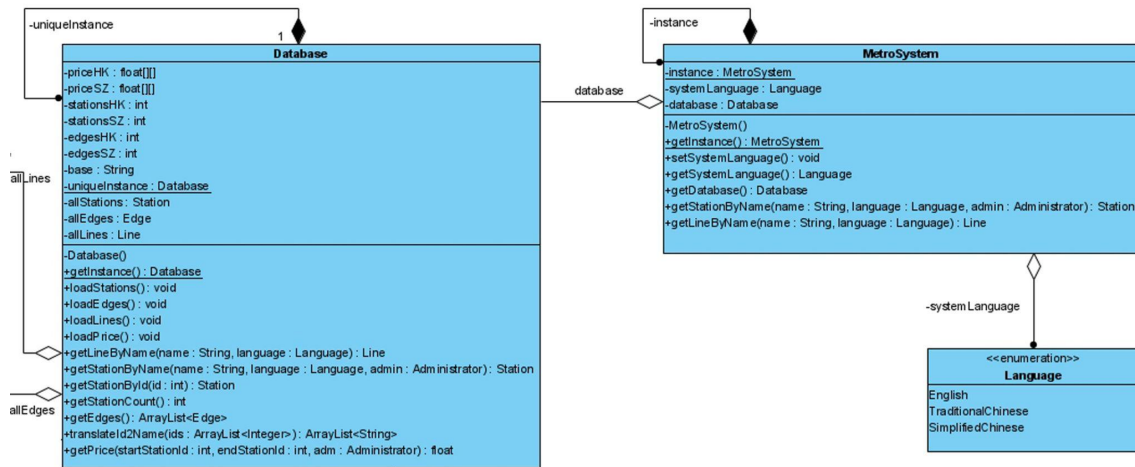 -uniqueInstance
1
Database
-priceHK : float[][]
-priceSZ : float[][]
-stationsHK : int
-stationsSZ : int
-edgesHK : int
-edgesSZ : int
-base : String
-uniqueInstance : Database
-allStations : Station
-allEdges : Edge
-allLines : Line
-Database()
+getInstance() : Database
+loadStations() : void
+loadEdges() : void
+loadLines() : void
+loadPrice() : void
+getLineByName(name : String, language : Language) : Line
+getStationByName(name : String, language : Language, admin : Administrator) : Station
+getStationById(id : int) : Station
+getStationCount() : int
+getEdges() : ArrayList<Edge>
+translateId2Name(ids : ArrayList<Integer>) : ArrayList<String>
+getPrice(startStationId : int, endStationId : int, adm : Administrator) : float
allLines
allEdges
database
-instance
MetroSystem
-instance : MetroSystem
-systemLanguage : Language
-database : Database
-MetroSystem()
+getInstance() : MetroSystem
+setSystemLanguage() : void
+getSystemLanguage() : Language
+getDatabase() : Database
+getStationByName(name : String, language : Language, admin : Administrator) : Station
+getLineByName(name : String, language : Language) : Line
-systemLanguage
<<enumeration>>
Language
English
TraditionalChinese
SimplifiedChinese